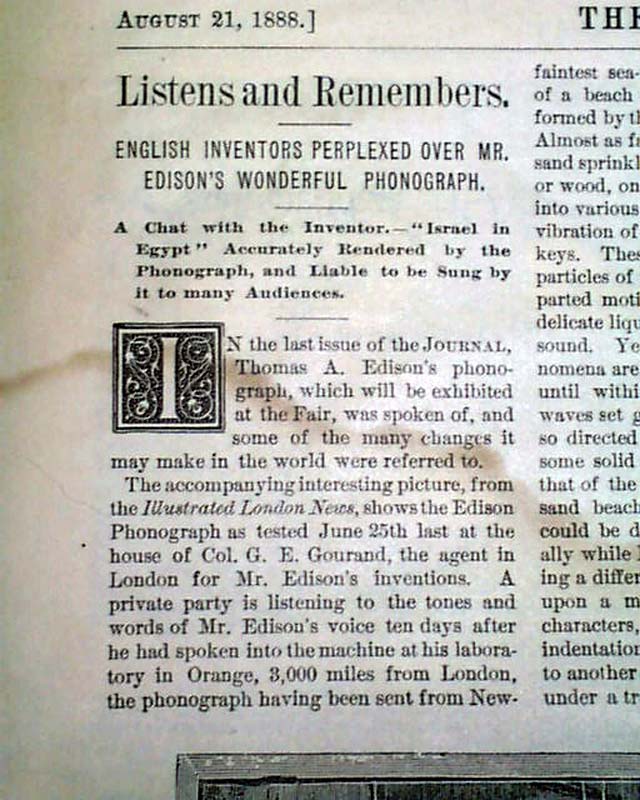 AUGUST 21, 1888.]
THE
Listens and Remembers.
ENGLISH INVENTORS PERPLEXED OVER MR.
EDISON'S WONDERFUL PHONOGRAPH.
A Chat with the Inventor.—"Israel in
Egypt" Accurately Rendered by the
Phonograph, and Liable to be Sung by
it to many Audiences.
IN the last issue of the JOURNAL,
Thomas A. Edison's phono-
graph, which will be exhibited
at the Fair, was spoken of, and
some of the many changes it
may make in the world were referred to.
The accompanying interesting picture, from
the Illustrated London News, shows the Edison
Phonograph as tested June 25th last at the
house of Col. G. E. Gourand, the agent in
London for Mr. Edison's inventions. A
private party is listening to the tones and
words of Mr. Edison's voice ten days after
he had spoken into the machine at his labora-
tory in Orange, 3,000 miles from London,
the phonograph having been sent from New-
faintest sea-
of a beach
formed by
Almost as
sand
or wood, on
into various
vibration of
keys.
particles of
parted
delicate
sound.
nomena are
until
waves set
so directed
some solid
that of the
sand beach
could be
ally while
ing a
upon a
characters,
indentation
to another
under a